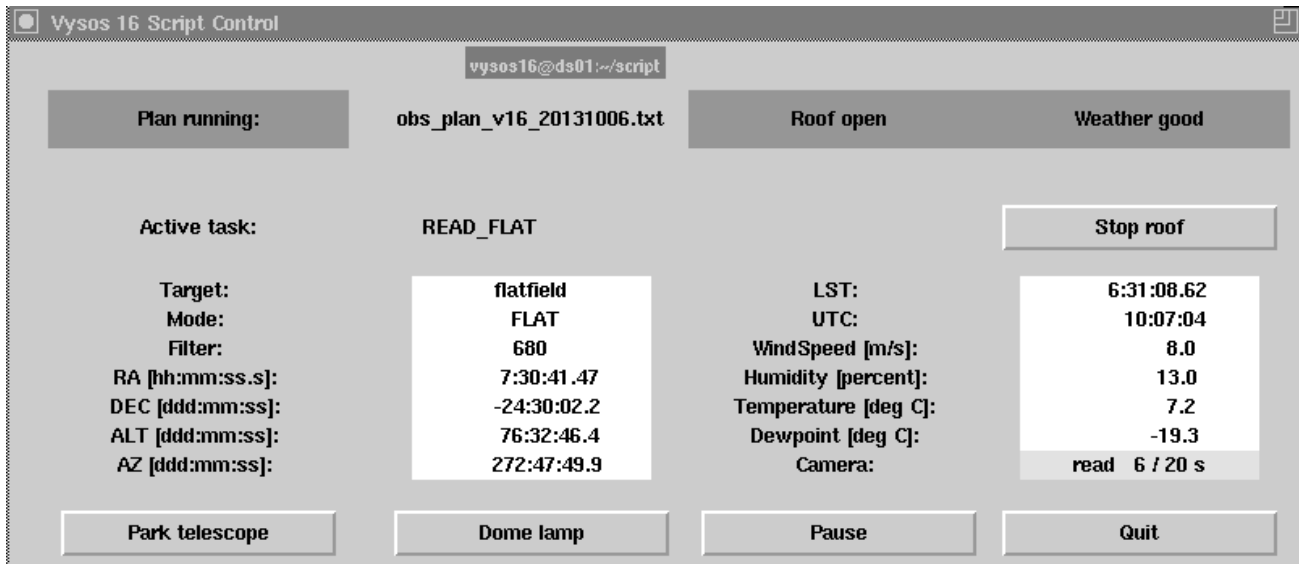 Vysos 16 Script Control
vysos16@ds01:~/script
Plan running: obs_plan_v16_20131006.txt Roof open Weather good
Active task: READ_FLAT Stop roof
Target: flatfield LST: 6:31:08.62
Mode: FLAT UTC: 10:07:04
Filter: 680 WindSpeed [m/s]: 8.0
RA [hh:mm:ss.s]: 7:30:41.47 Humidity [percent]: 13.0
DEC [ddd:mm:ss]: -24:30:02.2 Temperature [deg C]: 7.2
ALT [ddd:mm:ss]: 76:32:46.4 Dewpoint [deg C]: -19.3
AZ [ddd:mm:ss]: 272:47:49.9 Camera: read 6 / 20 s
Park telescope Dome lamp Pause Quit